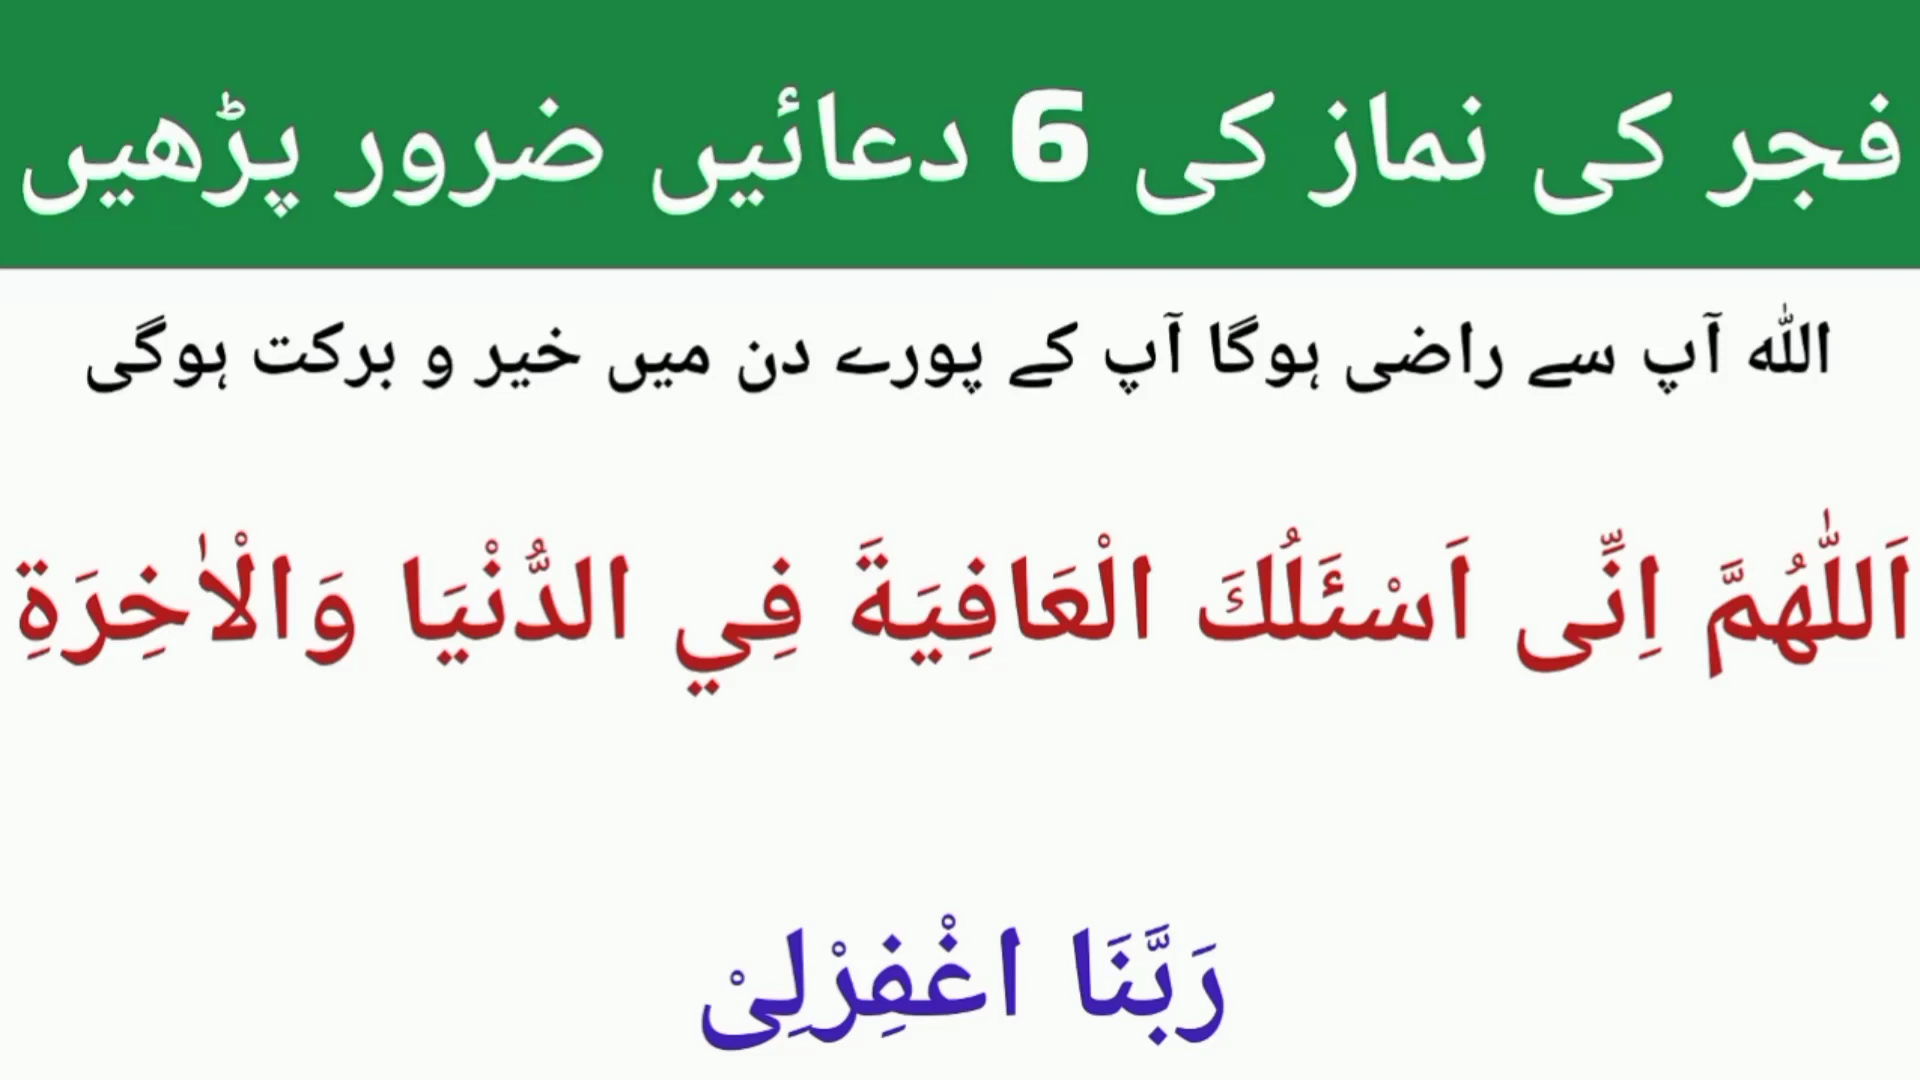 فجر کی نماز کی 6 دعائیں ضرور پڑھیں
اللہ آپ سے راضی ہوگا آپ کے پورے دن میں خیر و برکت ہوگی
اَللّٰهُمَّ اِنِّی اَسْئَلُكَ الْعَافِيَةَ فِي الدُّنْيَا وَالْاٰخِرَةِ
رَبَّنَا اغْفِرْلِیْ